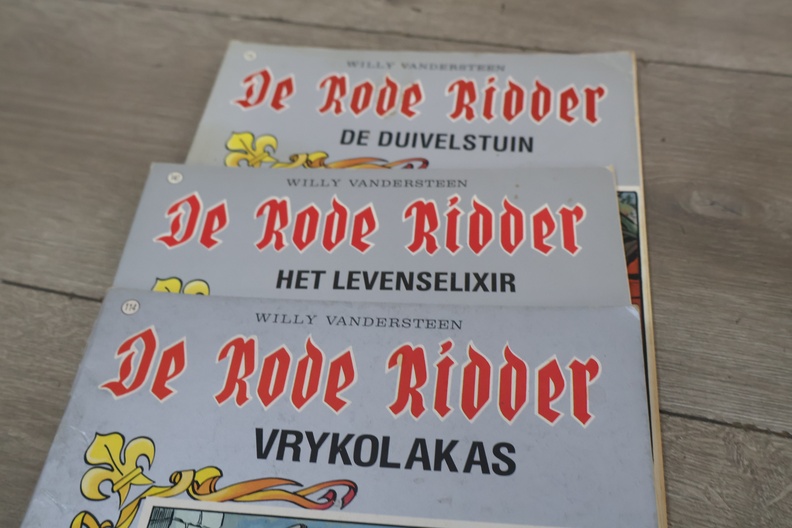 WILLY VANDERSTEEN
De Rode Ridder
DE DUIVELSTUIN
WILLY VANDERSTEEN
De Rode Ridder
HET LEVENSELIXIR
114
WILLY VANDERSTEEN
De Rode Ridder
VRYKOLAKAS